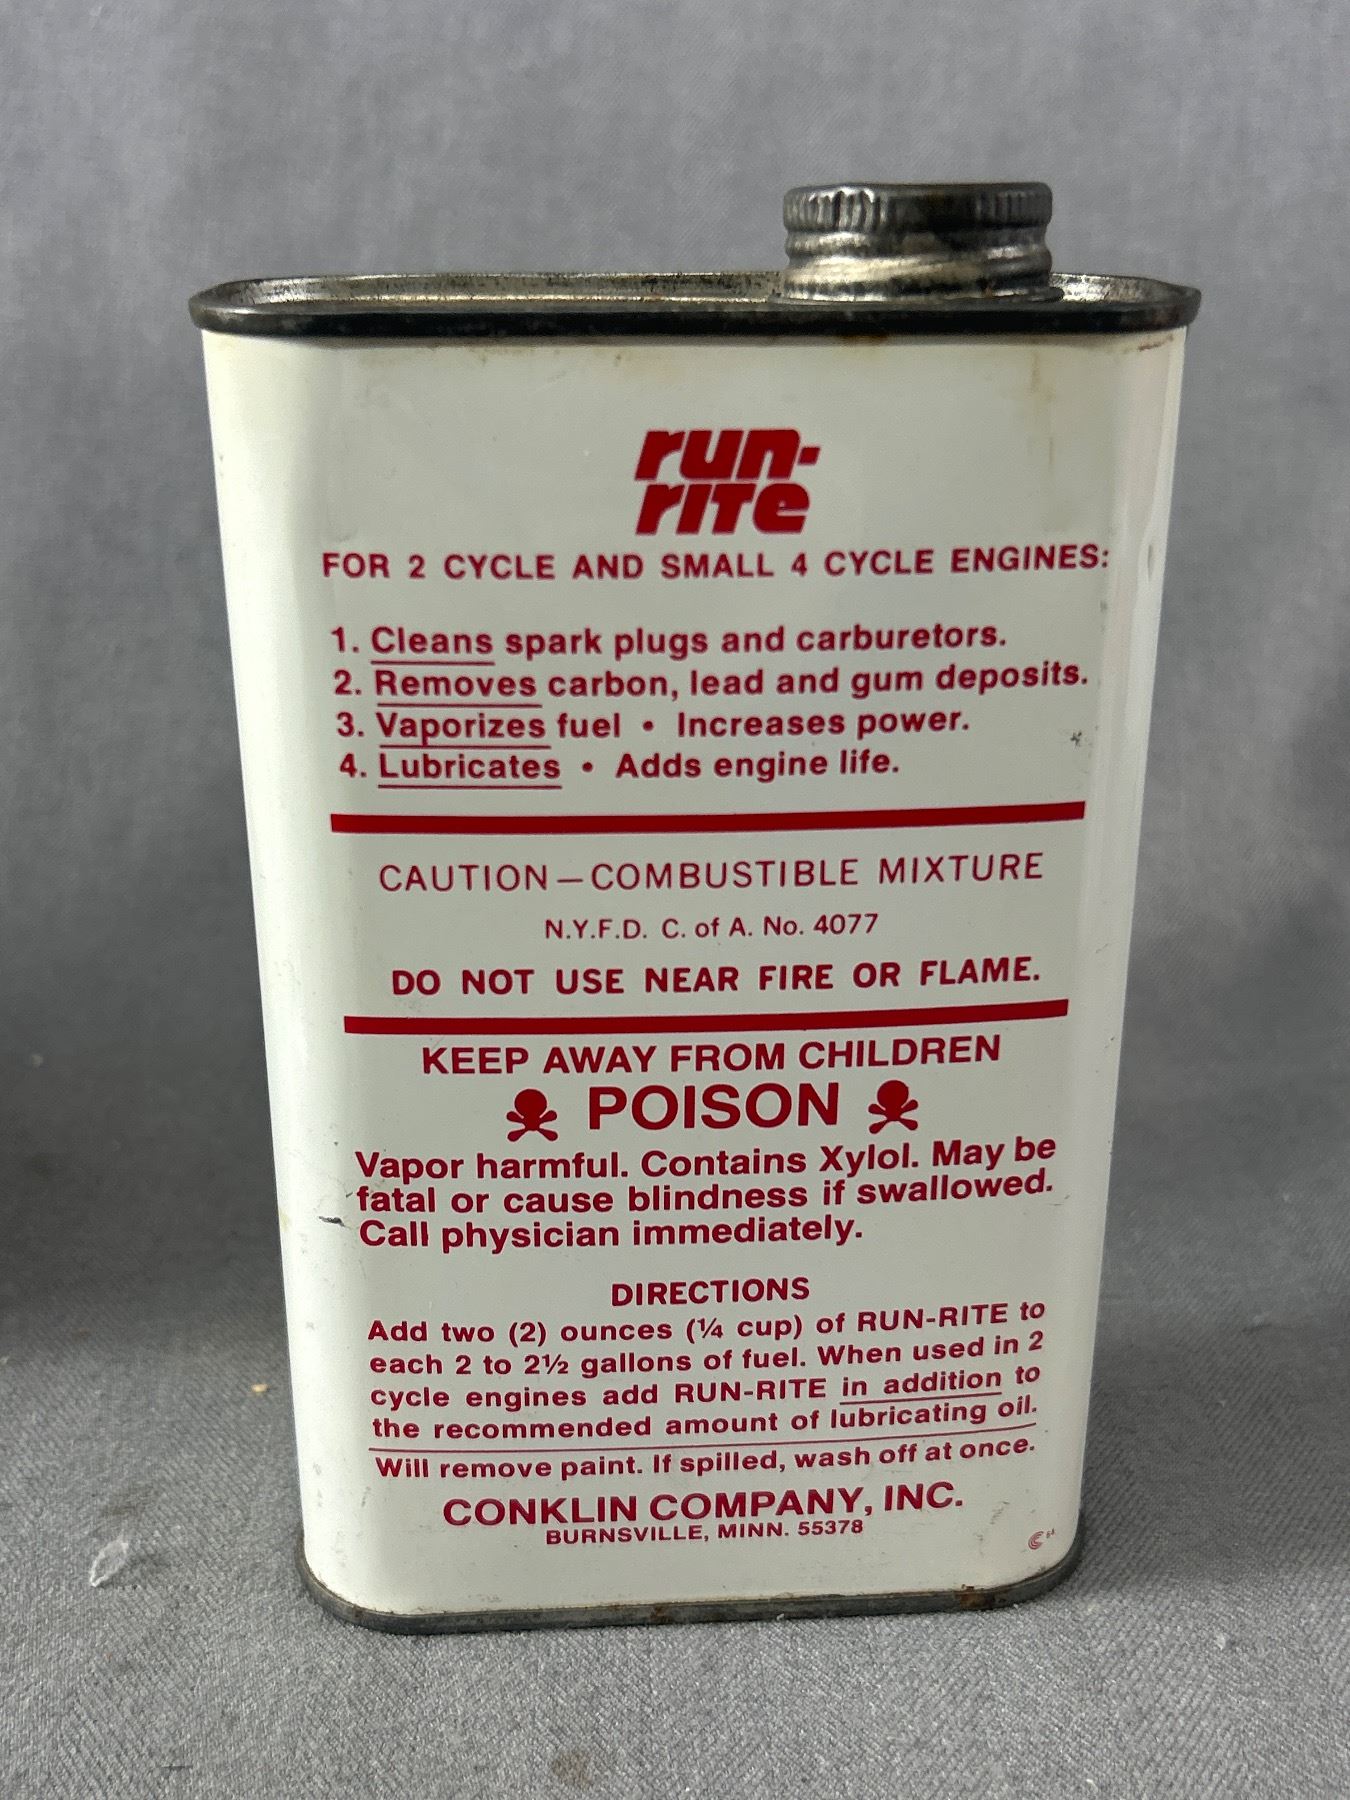 run-
rite
FOR 2 CYCLE AND SMALL 4 CYCLE ENGINES:
1. Cleans spark plugs and carburetors.
2. Removes carbon, lead and gum deposits.
3. Vaporizes fuel • Increases power.
4. Lubricates • Adds engine life.
CAUTION—COMBUSTIBLE MIXTURE
N.Y.F.D. C. of A. No. 4077
DO NOT USE NEAR FIRE OR FLAME.
KEEP AWAY FROM CHILDREN
POISON
Vapor harmful. Contains Xylol. May be
fatal or cause blindness if swallowed.
Call physician immediately.
DIRECTIONS
Add two (2) ounces (¼ cup) of RUN-RITE to
each 2 to 2½ gallons of fuel. When used in 2
cycle engines add RUN-RITE in addition to
the recommended amount of lubricating oil.
Will remove paint. If spilled, wash off at once.
CONKLIN COMPANY, INC.
BURNSVILLE, MINN. 55378